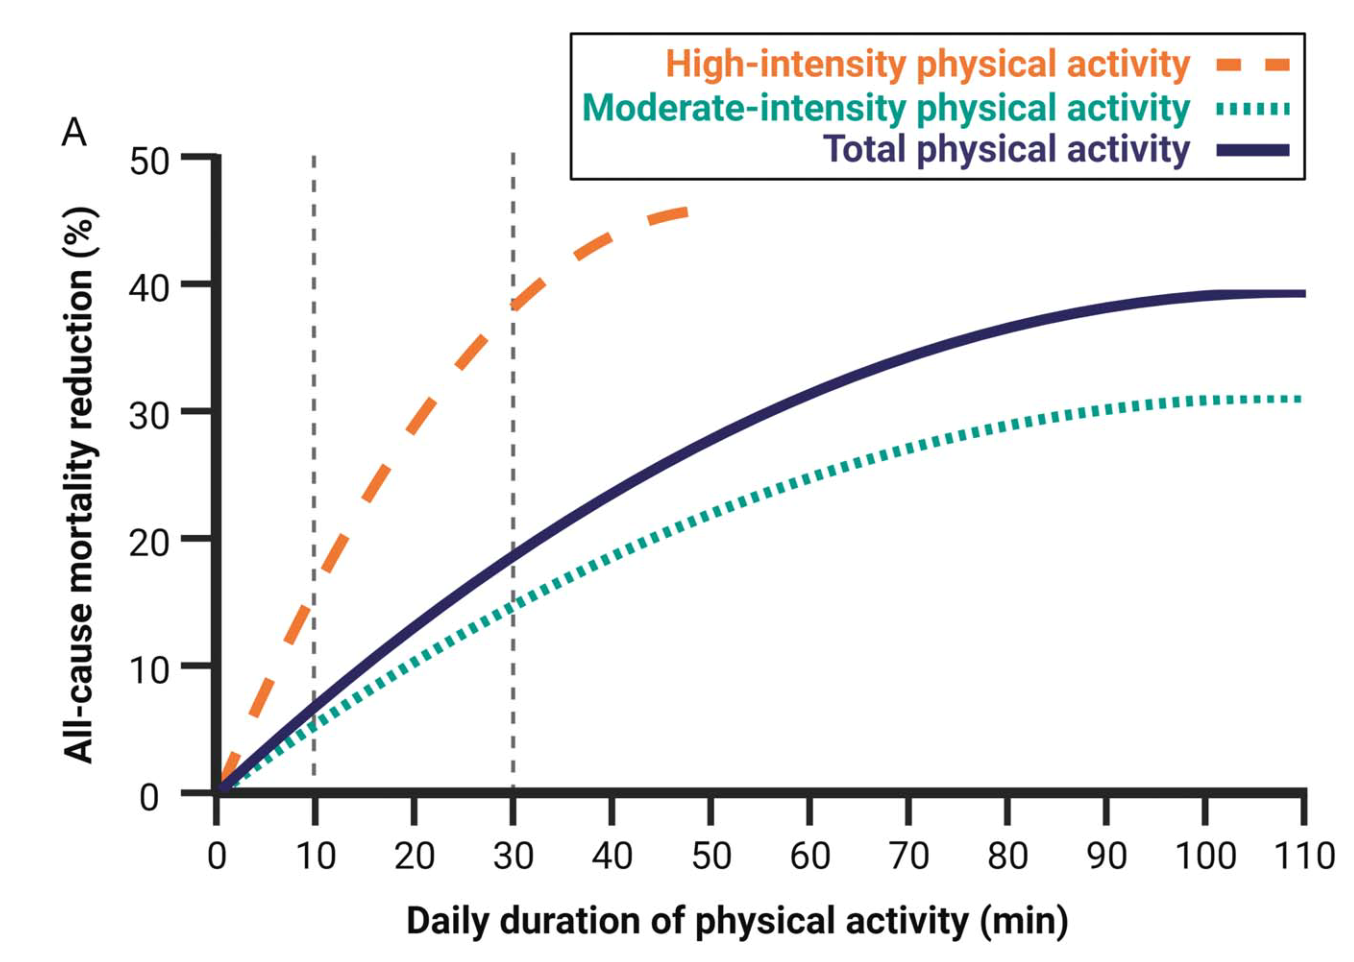 High-intensity physical activity
Moderate-intensity physical activity
Total physical activity
A
All-cause mortality reduction (%)
50
40
30
20
10
0
0 10 20 30 40 50 60 70 80 90 100 110
Daily duration of physical activity (min)